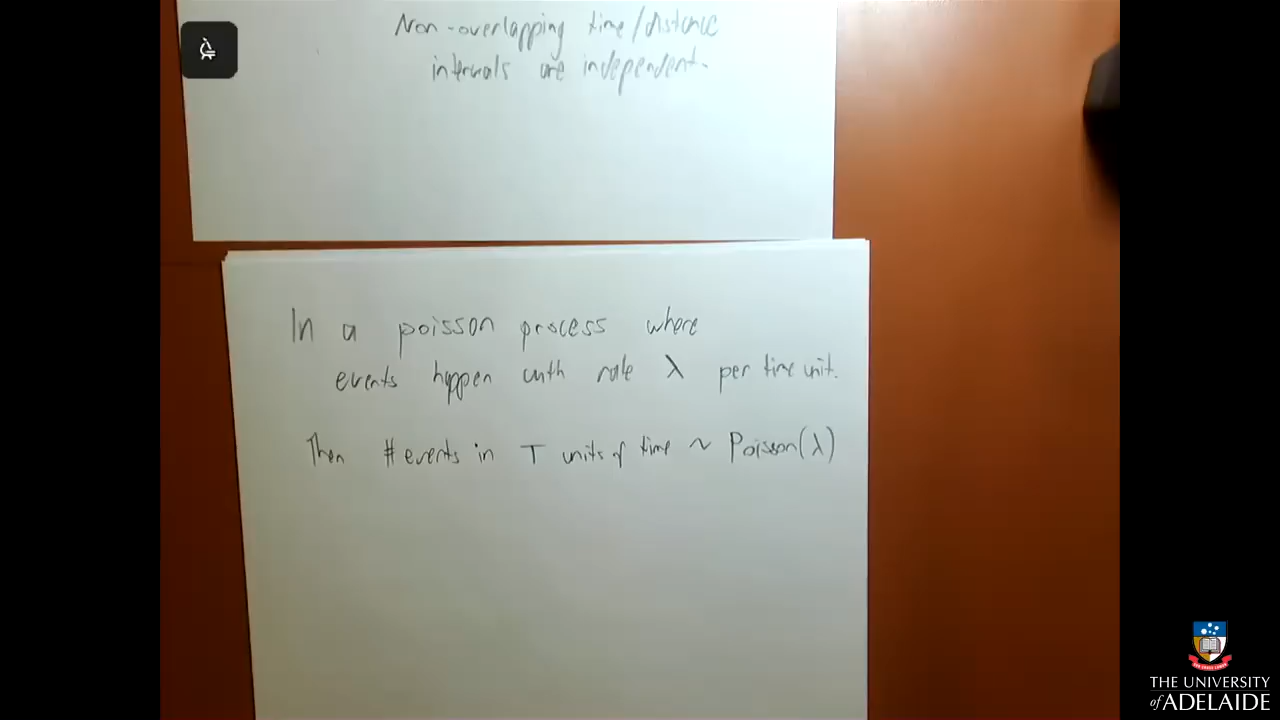 Non-overlapping time/distance
intervals are independent.
In a poisson process where
events happen with rate λ per time unit.
Then # events in T units of time ~ Poisson(λ)
THE UNIVERSITY
of ADELAIDE